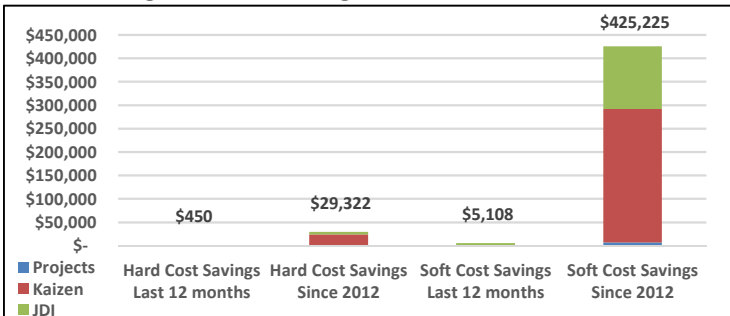 $425,225
$450,000
$400,000
$350,000
$300,000
$250,000
$200,000
$150,000
$100,000
$50,000
$-
$450
$29,322
$5,108
Projects
Kaizen
JDI
Hard Cost Savings
Last 12 months
Hard Cost Savings
Since 2012
Soft Cost Savings
Last 12 months
Soft Cost Savings
Since 2012